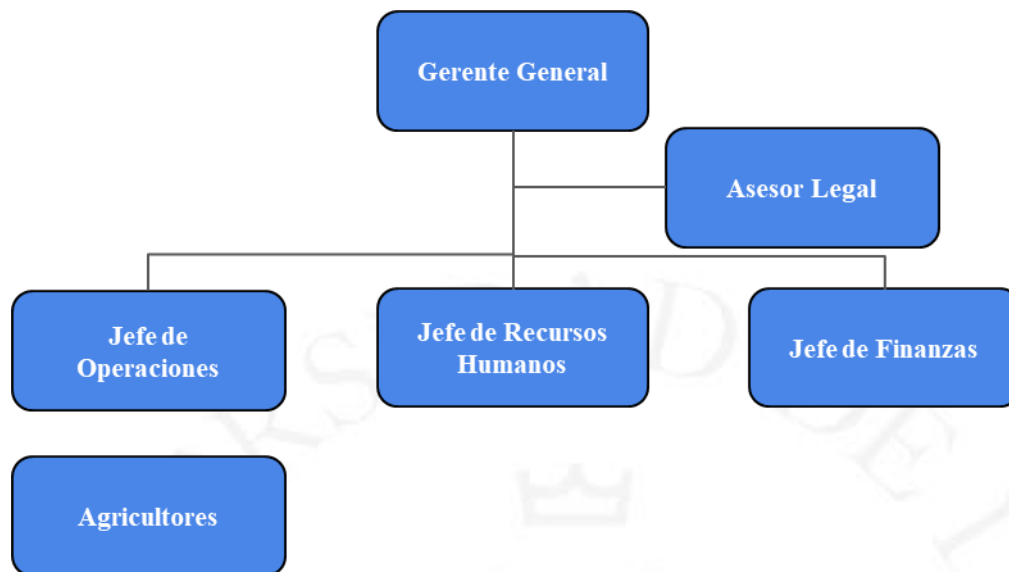 Gerente General
Asesor Legal
Jefe de
Operaciones
Jefe de Recursos
Humanos
Jefe de Finanzas
Agricultores